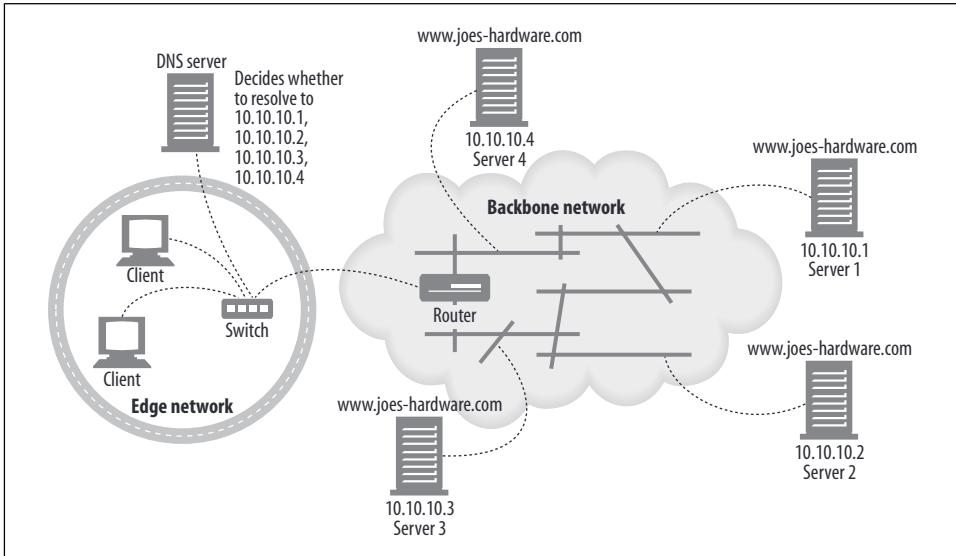 www.joes-hardware.com
DNS server
Decides whether
to resolve to
10.10.10.1,
10.10.10.2,
10.10.10.3,
10.10.10.4
10.10.10.4
Server 4
www.joes-hardware.com
Backbone network
10.10.10.1
Server 1
Client
Switch
Router
Client
Edge network
www.joes-hardware.com
www.joes-hardware.com
10.10.10.2
Server 2
10.10.10.3
Server 3